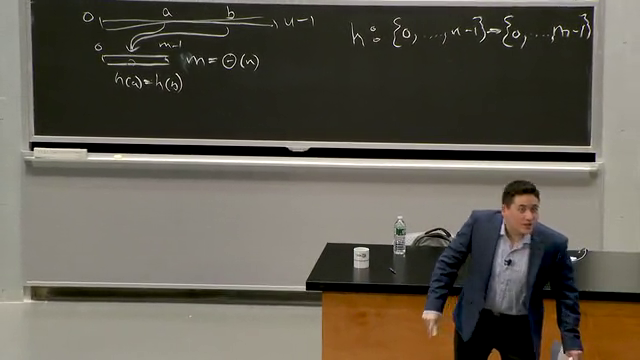 0 a b u-1
0 m-1 m = Θ(n)
h(a) = h(b)
h: {0, ..., u-1} → {0, ..., m-1}